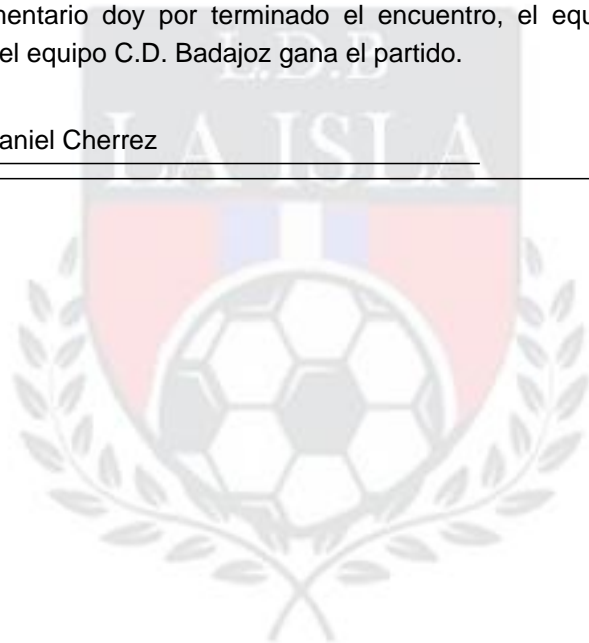 mentario doy por terminado el encuentro, el equ
el equipo C.D. Badajoz gana el partido.
aniel Cherrez
L.D.B
LA ISLA